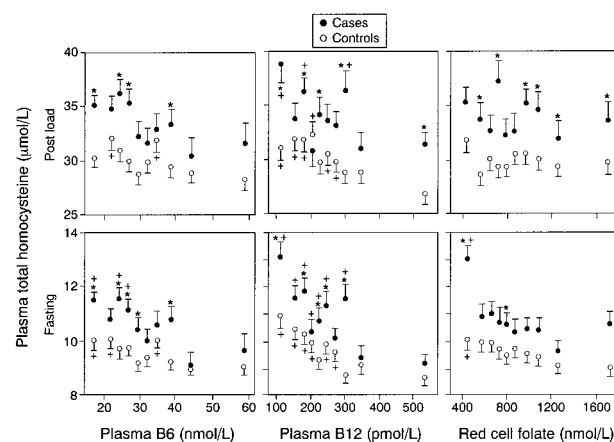 Cases
Controls
Plasma total homocysteine (μmol/L)
Post load
40
35
30
25
Fasting
14
12
10
8
20 30 40 50 60
100 200 300 400 500
400 800 1200 1600
Plasma B6 (nmol/L)
Plasma B12 (pmol/L)
Red cell folate (nmol/L)